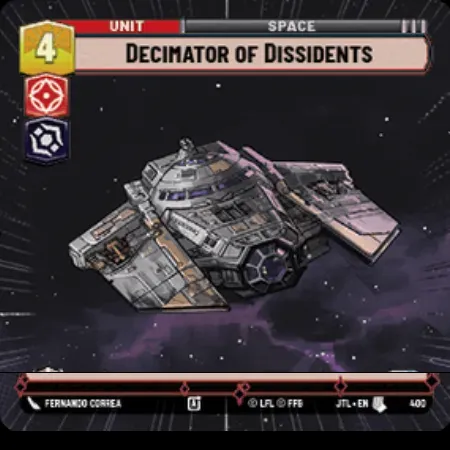 UNIT
SPACE
4
DECIMATOR OF DISSIDENTS
FERNANDO CORREA
© LFL © FFG
JTL • EN
400